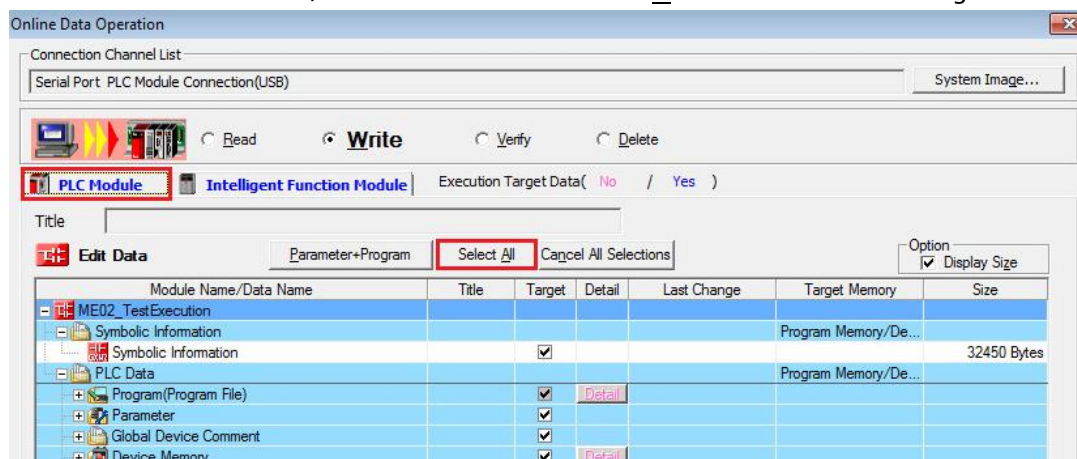 Online Data Operation
Connection Channel List
Serial Port PLC Module Connection(USB)
System Image...
Read Write Verify Delete
PLC Module Intelligent Function Module Execution Target Data( No / Yes )
Title
Edit Data Parameter+Program Select All Cancel All Selections Option Display Size
Module Name/Data Name Title Target Detail Last Change Target Memory Size
ME02_TestExecution
Symbolic Information Program Memory/De...
Symbolic Information 32450 Bytes
PLC Data Program Memory/De...
Program(Program File) Detail
Parameter
Global Device Comment
Device Memory Detail